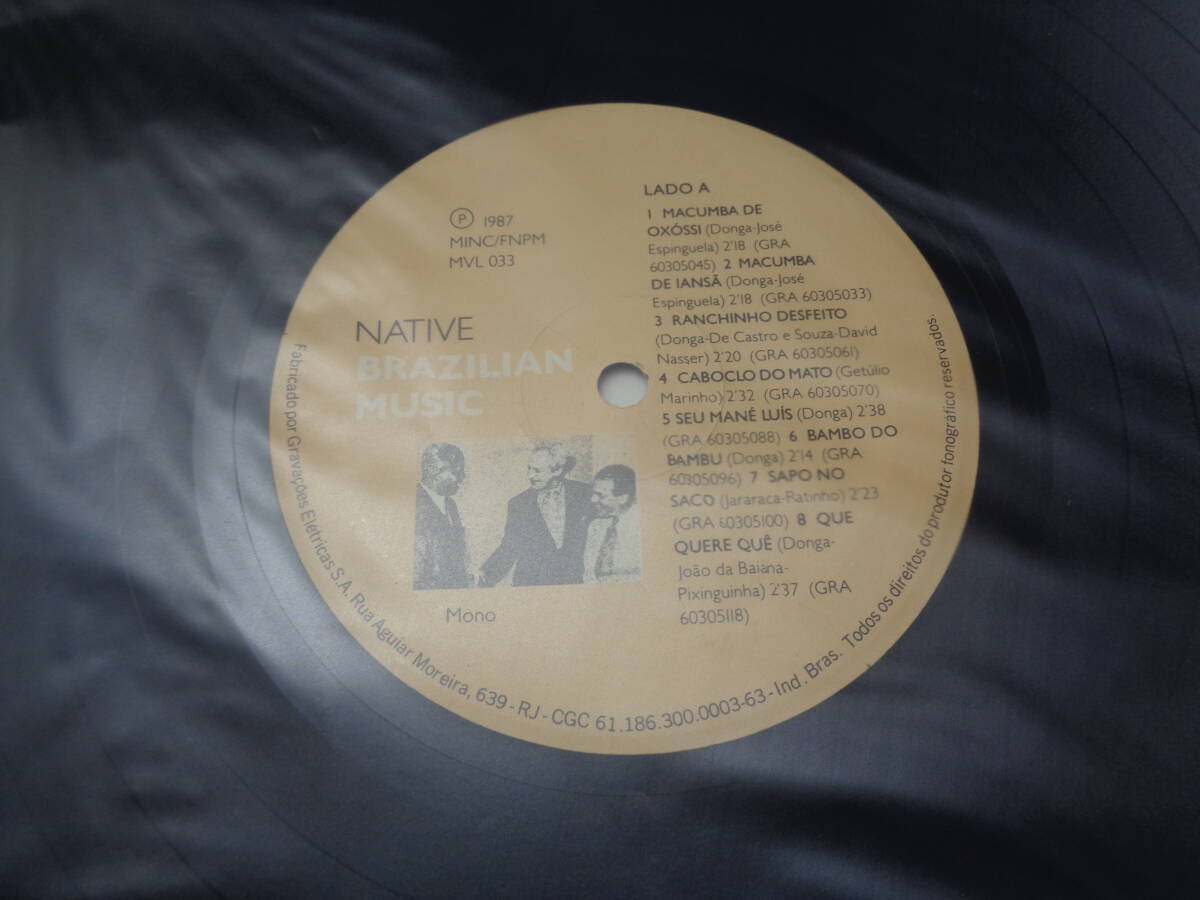 Ⓟ 1987
MINC/FNPM
MVL 033
NATIVE
BRAZILIAN
MUSIC
Mono
LADO A
1 MACUMBA DE
OXÓSSI (Donga-José
Espinguela) 2'18 (GRA
60305045) 2 MACUMBA
DE IANSÃ (Donga-José
Espinguela) 2'18 (GRA 60305033)
3 RANCHINHO DESFEITO
(Donga-De Castro e Souza-David
Nasser) 2'20 (GRA 60305061)
4 CABOCLO DO MATO (Getúlio
Marinho) 2'32 (GRA 60305070)
5 SEU MANÉ LUÍS (Donga) 2'38
(GRA 60305088) 6 BAMBO DO
BAMBU (Donga) 2'14 (GRA
60305096) 7 SAPO NO
SACO (Jararaca-Ratinho) 2'23
(GRA 60305100) 8 QUE
QUERE QUÊ (Donga-
João da Baiana-
Pixinguinha) 2'37 (GRA
60305118)
Fabricado por Gravações Eletricas S.A. Rua Aguiar Moreira, 639 - RJ - CGC 61.186.300.0003-63 - Ind. Bras. Todos os direitos do produtor fonográfico reservados.